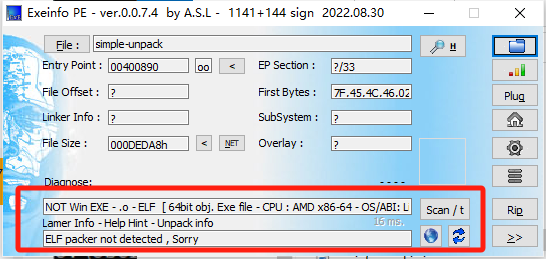 Exeinfo PE - ver.0.0.7.4 by A.S.L - 1141+144 sign 2022.08.30
File : simple-unpack H
Entry Point : 00400890 oo < EP Section : ?/33
File Offset : ? First Bytes : 7F.45.4C.46.02 Plug
Linker Info : ? SubSystem : ?
File Size : 000DEDA8h < NET Overlay : ?
Diagnose:
NOT Win EXE - .o - ELF [ 64bit obj. Exe file - CPU : AMD x86-64 - OS/ABI: L Scan / t Rip
Lamer Info - Help Hint - Unpack info 16 ms.
ELF packer not detected , Sorry >>